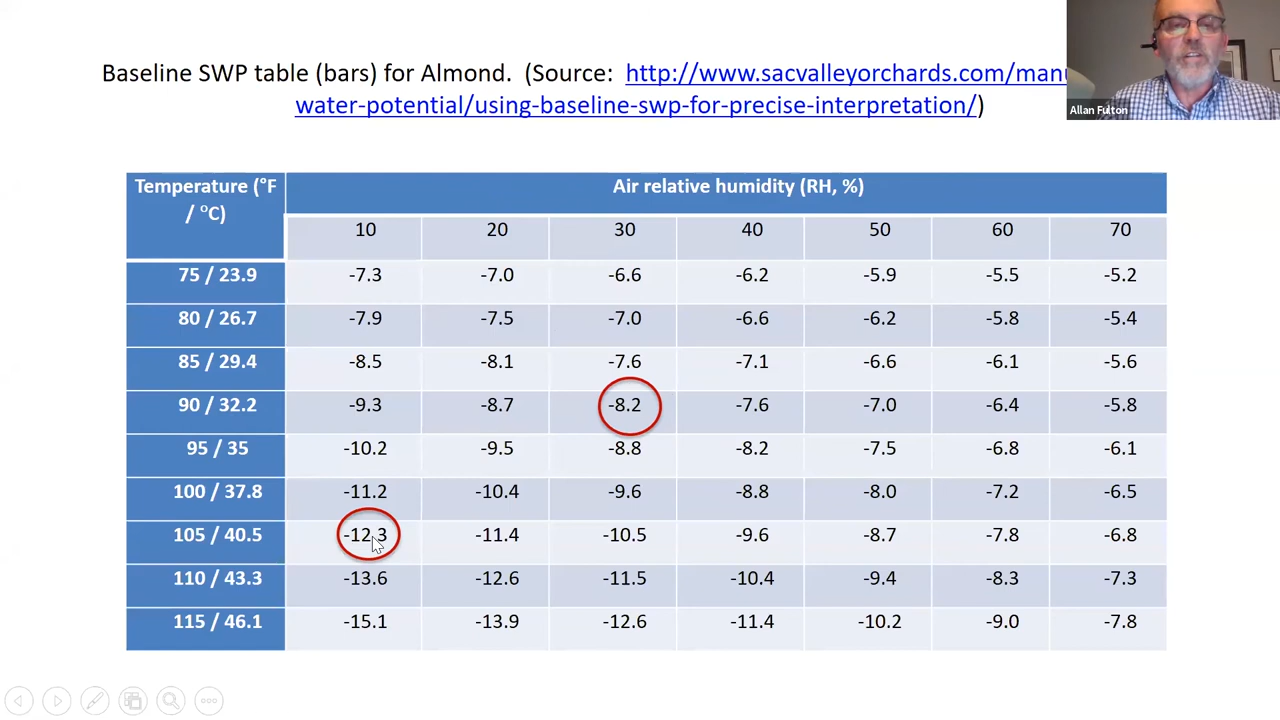 Baseline SWP table (bars) for Almond. (Source: http://www.sacvalleyorchards.com/manu
water-potential/using-baseline-swp-for-precise-interpretation/)
Allan Fulton
Temperature (°F / °C) Air relative humidity (RH, %)
10 20 30 40 50 60 70
75 / 23.9 -7.3 -7.0 -6.6 -6.2 -5.9 -5.5 -5.2
80 / 26.7 -7.9 -7.5 -7.0 -6.6 -6.2 -5.8 -5.4
85 / 29.4 -8.5 -8.1 -7.6 -7.1 -6.6 -6.1 -5.6
90 / 32.2 -9.3 -8.7 -8.2 -7.6 -7.0 -6.4 -5.8
95 / 35 -10.2 -9.5 -8.8 -8.2 -7.5 -6.8 -6.1
100 / 37.8 -11.2 -10.4 -9.6 -8.8 -8.0 -7.2 -6.5
105 / 40.5 -12.3 -11.4 -10.5 -9.6 -8.7 -7.8 -6.8
110 / 43.3 -13.6 -12.6 -11.5 -10.4 -9.4 -8.3 -7.3
115 / 46.1 -15.1 -13.9 -12.6 -11.4 -10.2 -9.0 -7.8